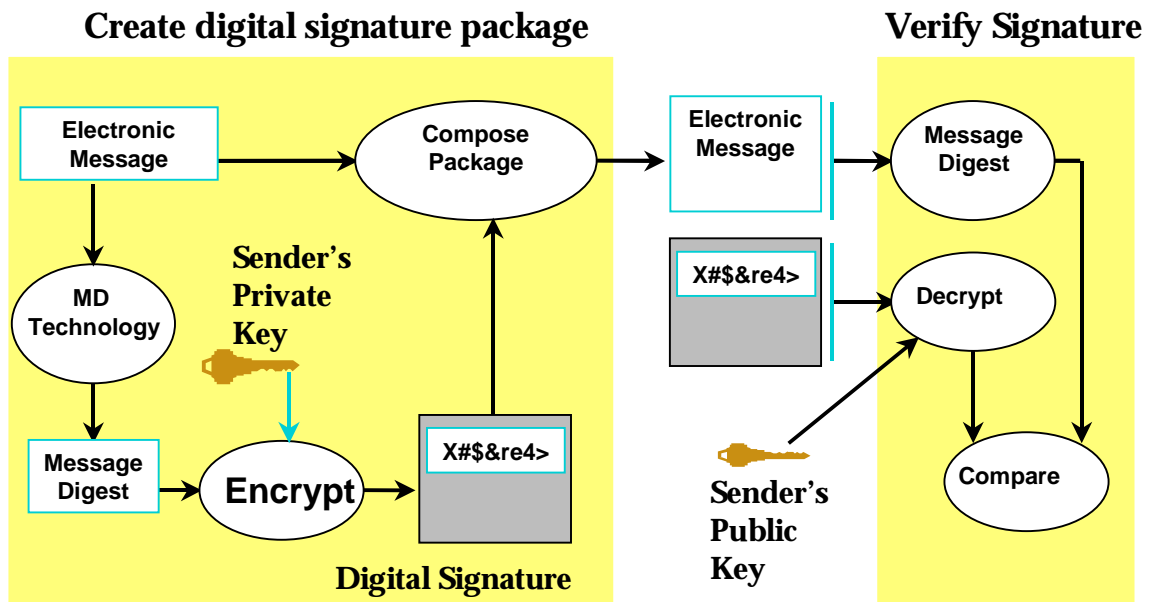 Create digital signature package
Verify Signature
Electronic
Message
Compose
Package
Electronic
Message
Message
Digest
MD
Technology
Sender's
Private
Key
X#$&re4>
Decrypt
Message
Digest
Encrypt
X#$&re4>
Digital Signature
Sender's
Public
Key
Compare